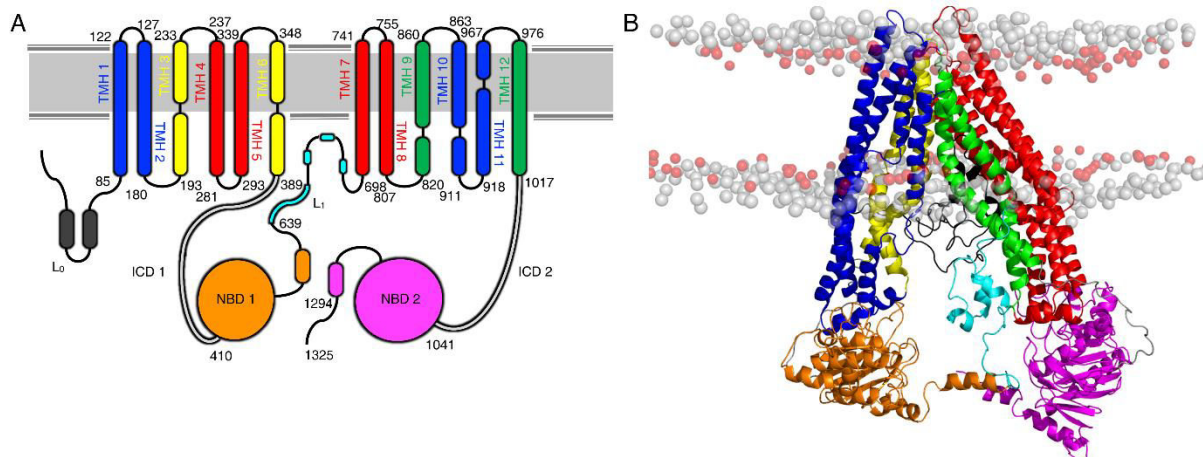 A
B
122
127
233
237
339
348
741
755
860
863
967
976
TMH 1
TMH 2
TMH 3
TMH 4
TMH 5
TMH 6
TMH 7
TMH 8
TMH 9
TMH 10
TMH 11
TMH 12
85
180
193
281
293
389
698
807
820
911
918
1017
L0
L1
639
ICD 1
ICD 2
NBD 1
NBD 2
1294
410
1325
1041